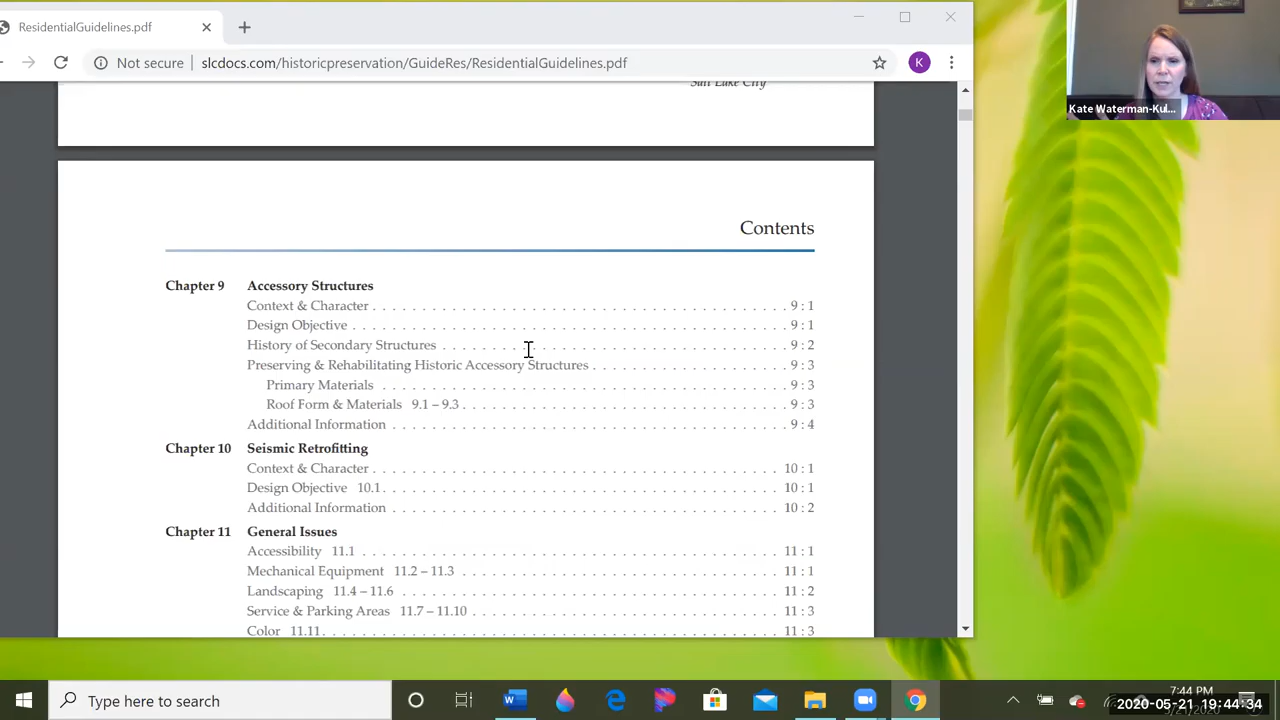 ResidentialGuidelines.pdf
Not secure | slcdocs.com/historicpreservation/GuideRes/ResidentialGuidelines.pdf
K
Kate Waterman-Kul...
Salt Lake City
Contents
Chapter 9 Accessory Structures
Context & Character 9 : 1
Design Objective 9 : 1
History of Secondary Structures 9 : 2
Preserving & Rehabilitating Historic Accessory Structures 9 : 3
Primary Materials 9 : 3
Roof Form & Materials 9.1 – 9.3 9 : 3
Additional Information 9 : 4
Chapter 10 Seismic Retrofitting
Context & Character 10 : 1
Design Objective 10.1 10 : 1
Additional Information 10 : 2
Chapter 11 General Issues
Accessibility 11.1 11 : 1
Mechanical Equipment 11.2 – 11.3 11 : 1
Landscaping 11.4 – 11.6 11 : 2
Service & Parking Areas 11.7 – 11.10 11 : 3
Color 11.11 11 : 3
Type here to search
7:44 PM
2020-05-21 19:44:34